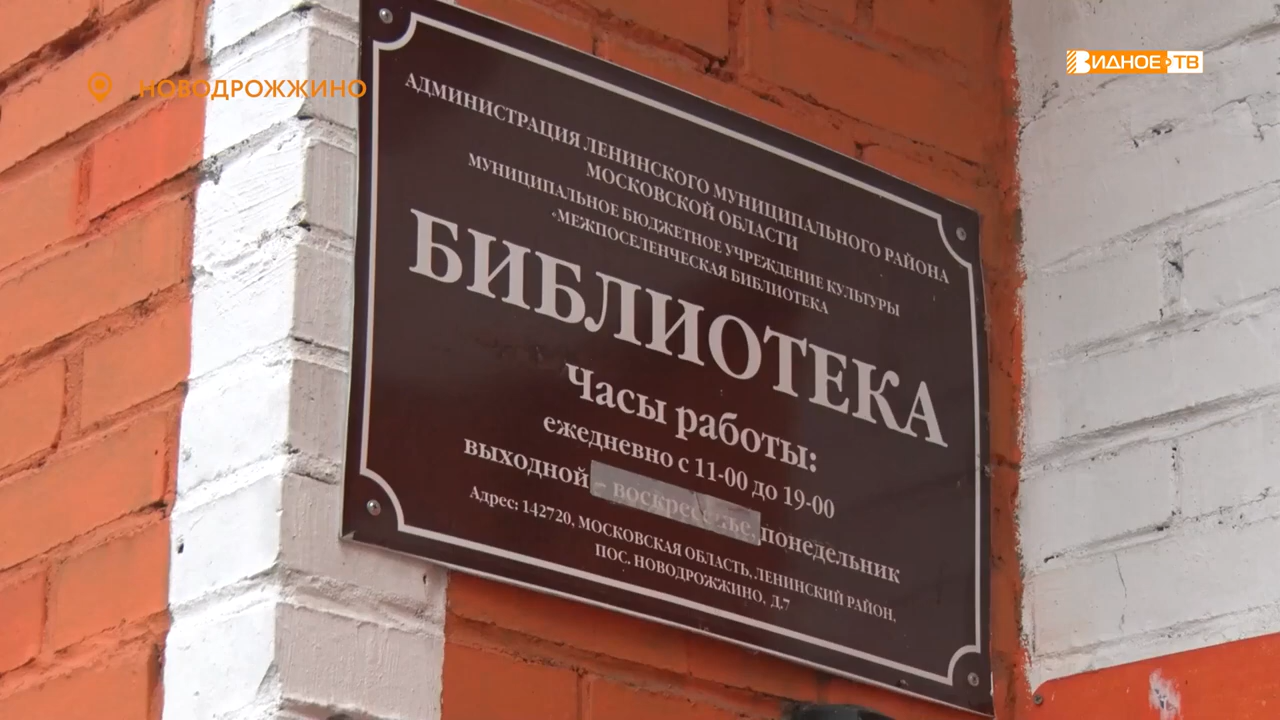 НОВОДРОЖЖИНО
ВИДНОЕ ТВ
АДМИНИСТРАЦИЯ ЛЕНИНСКОГО МУНИЦИПАЛЬНОГО РАЙОНА
МОСКОВСКОЙ ОБЛАСТИ
МУНИЦИПАЛЬНОЕ БЮДЖЕТНОЕ УЧРЕЖДЕНИЕ КУЛЬТУРЫ
«МЕЖПОСЕЛЕНЧЕСКАЯ БИБЛИОТЕКА
БИБЛИОТЕКА
Часы работы:
ежедневно с 11-00 до 19-00
выходной – воскресенье, понедельник
Адрес: 142720, МОСКОВСКАЯ ОБЛАСТЬ, ЛЕНИНСКИЙ РАЙОН,
ПОС. НОВОДРОЖЖИНО, Д.7